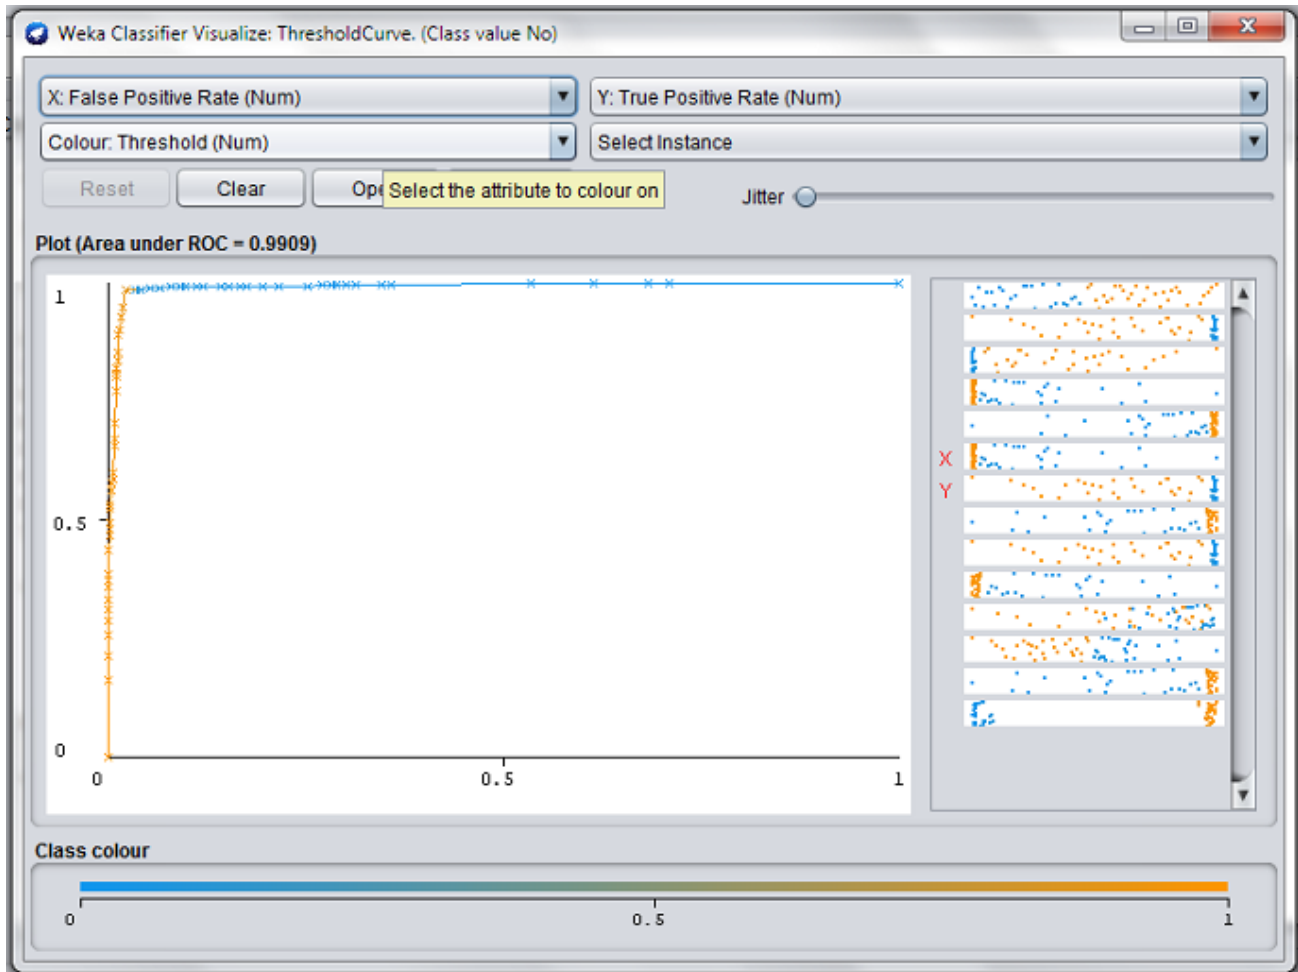 Weka Classifier Visualize: ThresholdCurve. (Class value No)
X: False Positive Rate (Num)
Y: True Positive Rate (Num)
Colour: Threshold (Num)
Select Instance
Reset
Clear
Ope
Select the attribute to colour on
Jitter
Plot (Area under ROC = 0.9909)
1
0.5
0
0
0.5
1
X
Y
Class colour
0
0.5
1